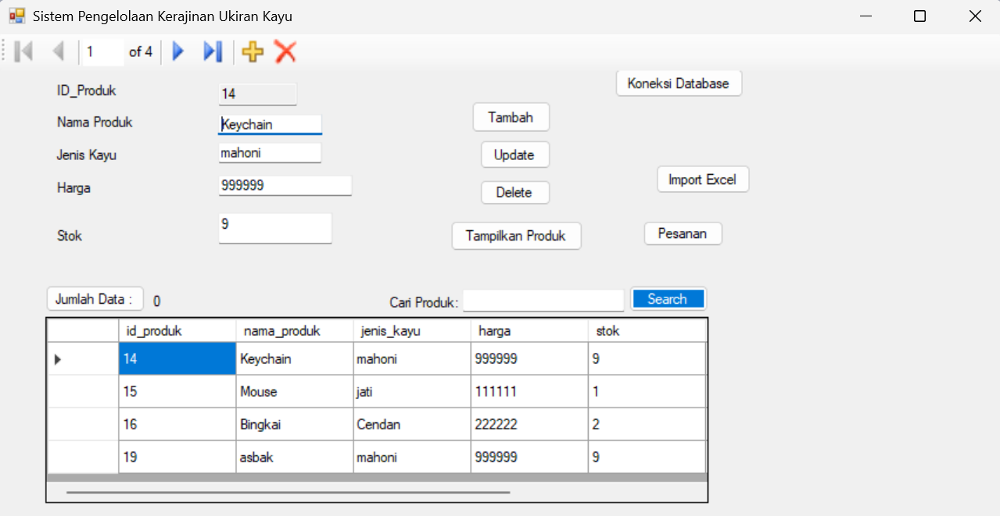 Sistem Pengelolaan Kerajinan Ukiran Kayu
1 of 4
ID_Produk 14 Koneksi Database
Nama Produk Keychain Tambah
Jenis Kayu mahoni Update
Harga 999999 Delete Import Excel
Stok 9 Tampilkan Produk Pesanan
Jumlah Data : 0 Cari Produk: Search
id_produk nama_produk jenis_kayu harga stok
14 Keychain mahoni 999999 9
15 Mouse jati 111111 1
16 Bingkai Cendan 222222 2
19 asbak mahoni 999999 9